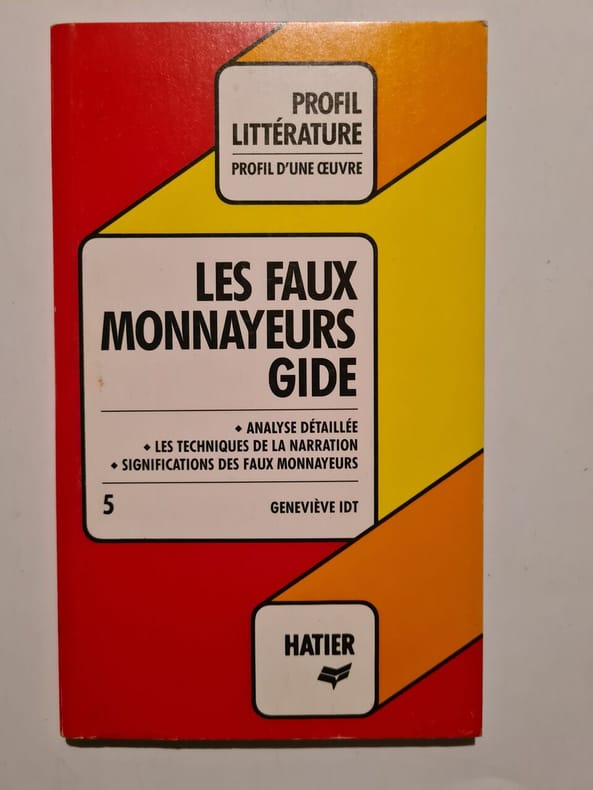 PROFIL
LITTÉRATURE
PROFIL D'UNE ŒUVRE
LES FAUX
MONNAYEURS
GIDE
◆ ANALYSE DÉTAILLÉE
◆ LES TECHNIQUES DE LA NARRATION
◆ SIGNIFICATIONS DES FAUX MONNAYEURS
5 GENEVIÈVE IDT
HATIER